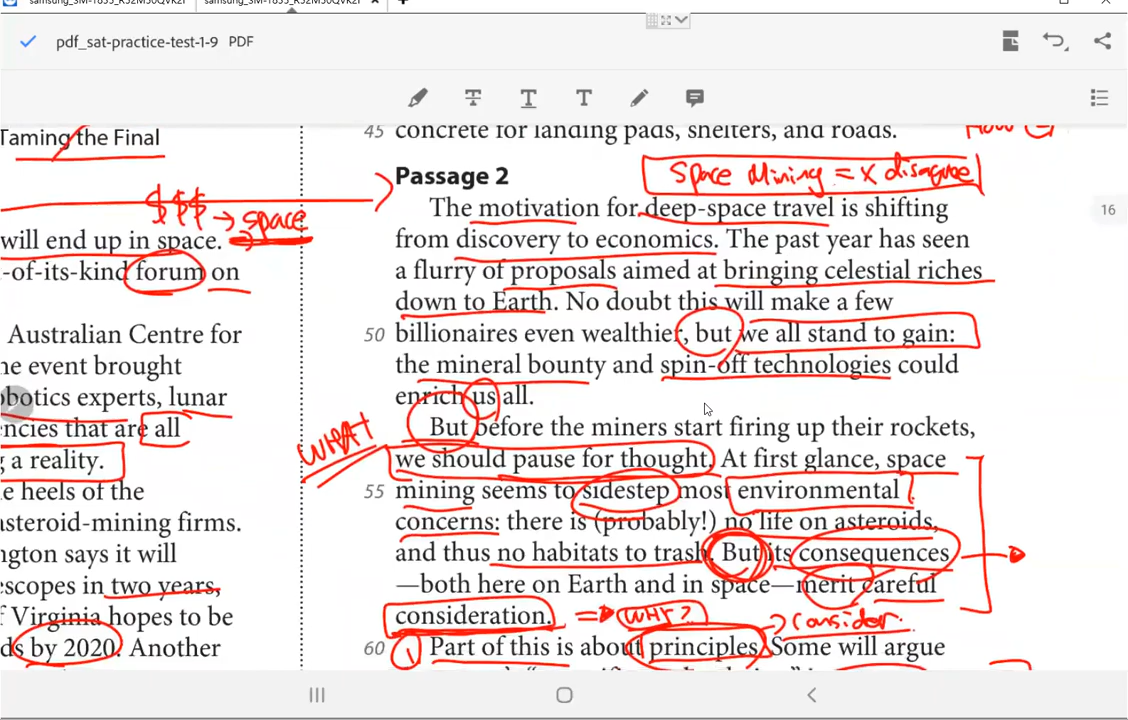 pdf_sat-practice-test-1-9 PDF
Taming the Final
$$$ → space
will end up in space.
-of-its-kind forum on
Australian Centre for
ne event brought
obotics experts, lunar
ncies that are all
g a reality.
e heels of the
asteroid-mining firms.
ngton says it will
escopes in two years,
f Virginia hopes to be
ds by 2020. Another
45 concrete for landing pads, shelters, and roads.
Passage 2
Space Mining = x disagree
16
The motivation for deep-space travel is shifting
from discovery to economics. The past year has seen
a flurry of proposals aimed at bringing celestial riches
down to Earth. No doubt this will make a few
50 billionaires even wealthier, but we all stand to gain:
the mineral bounty and spin-off technologies could
enrich us all.
WHAT
But before the miners start firing up their rockets,
we should pause for thought. At first glance, space
55 mining seems to sidestep most environmental
concerns: there is (probably!) no life on asteroids,
and thus no habitats to trash. But its consequences
—both here on Earth and in space—merit careful
consideration. ⇒ WHY? → consider
60 ① Part of this is about principles. Some will argue